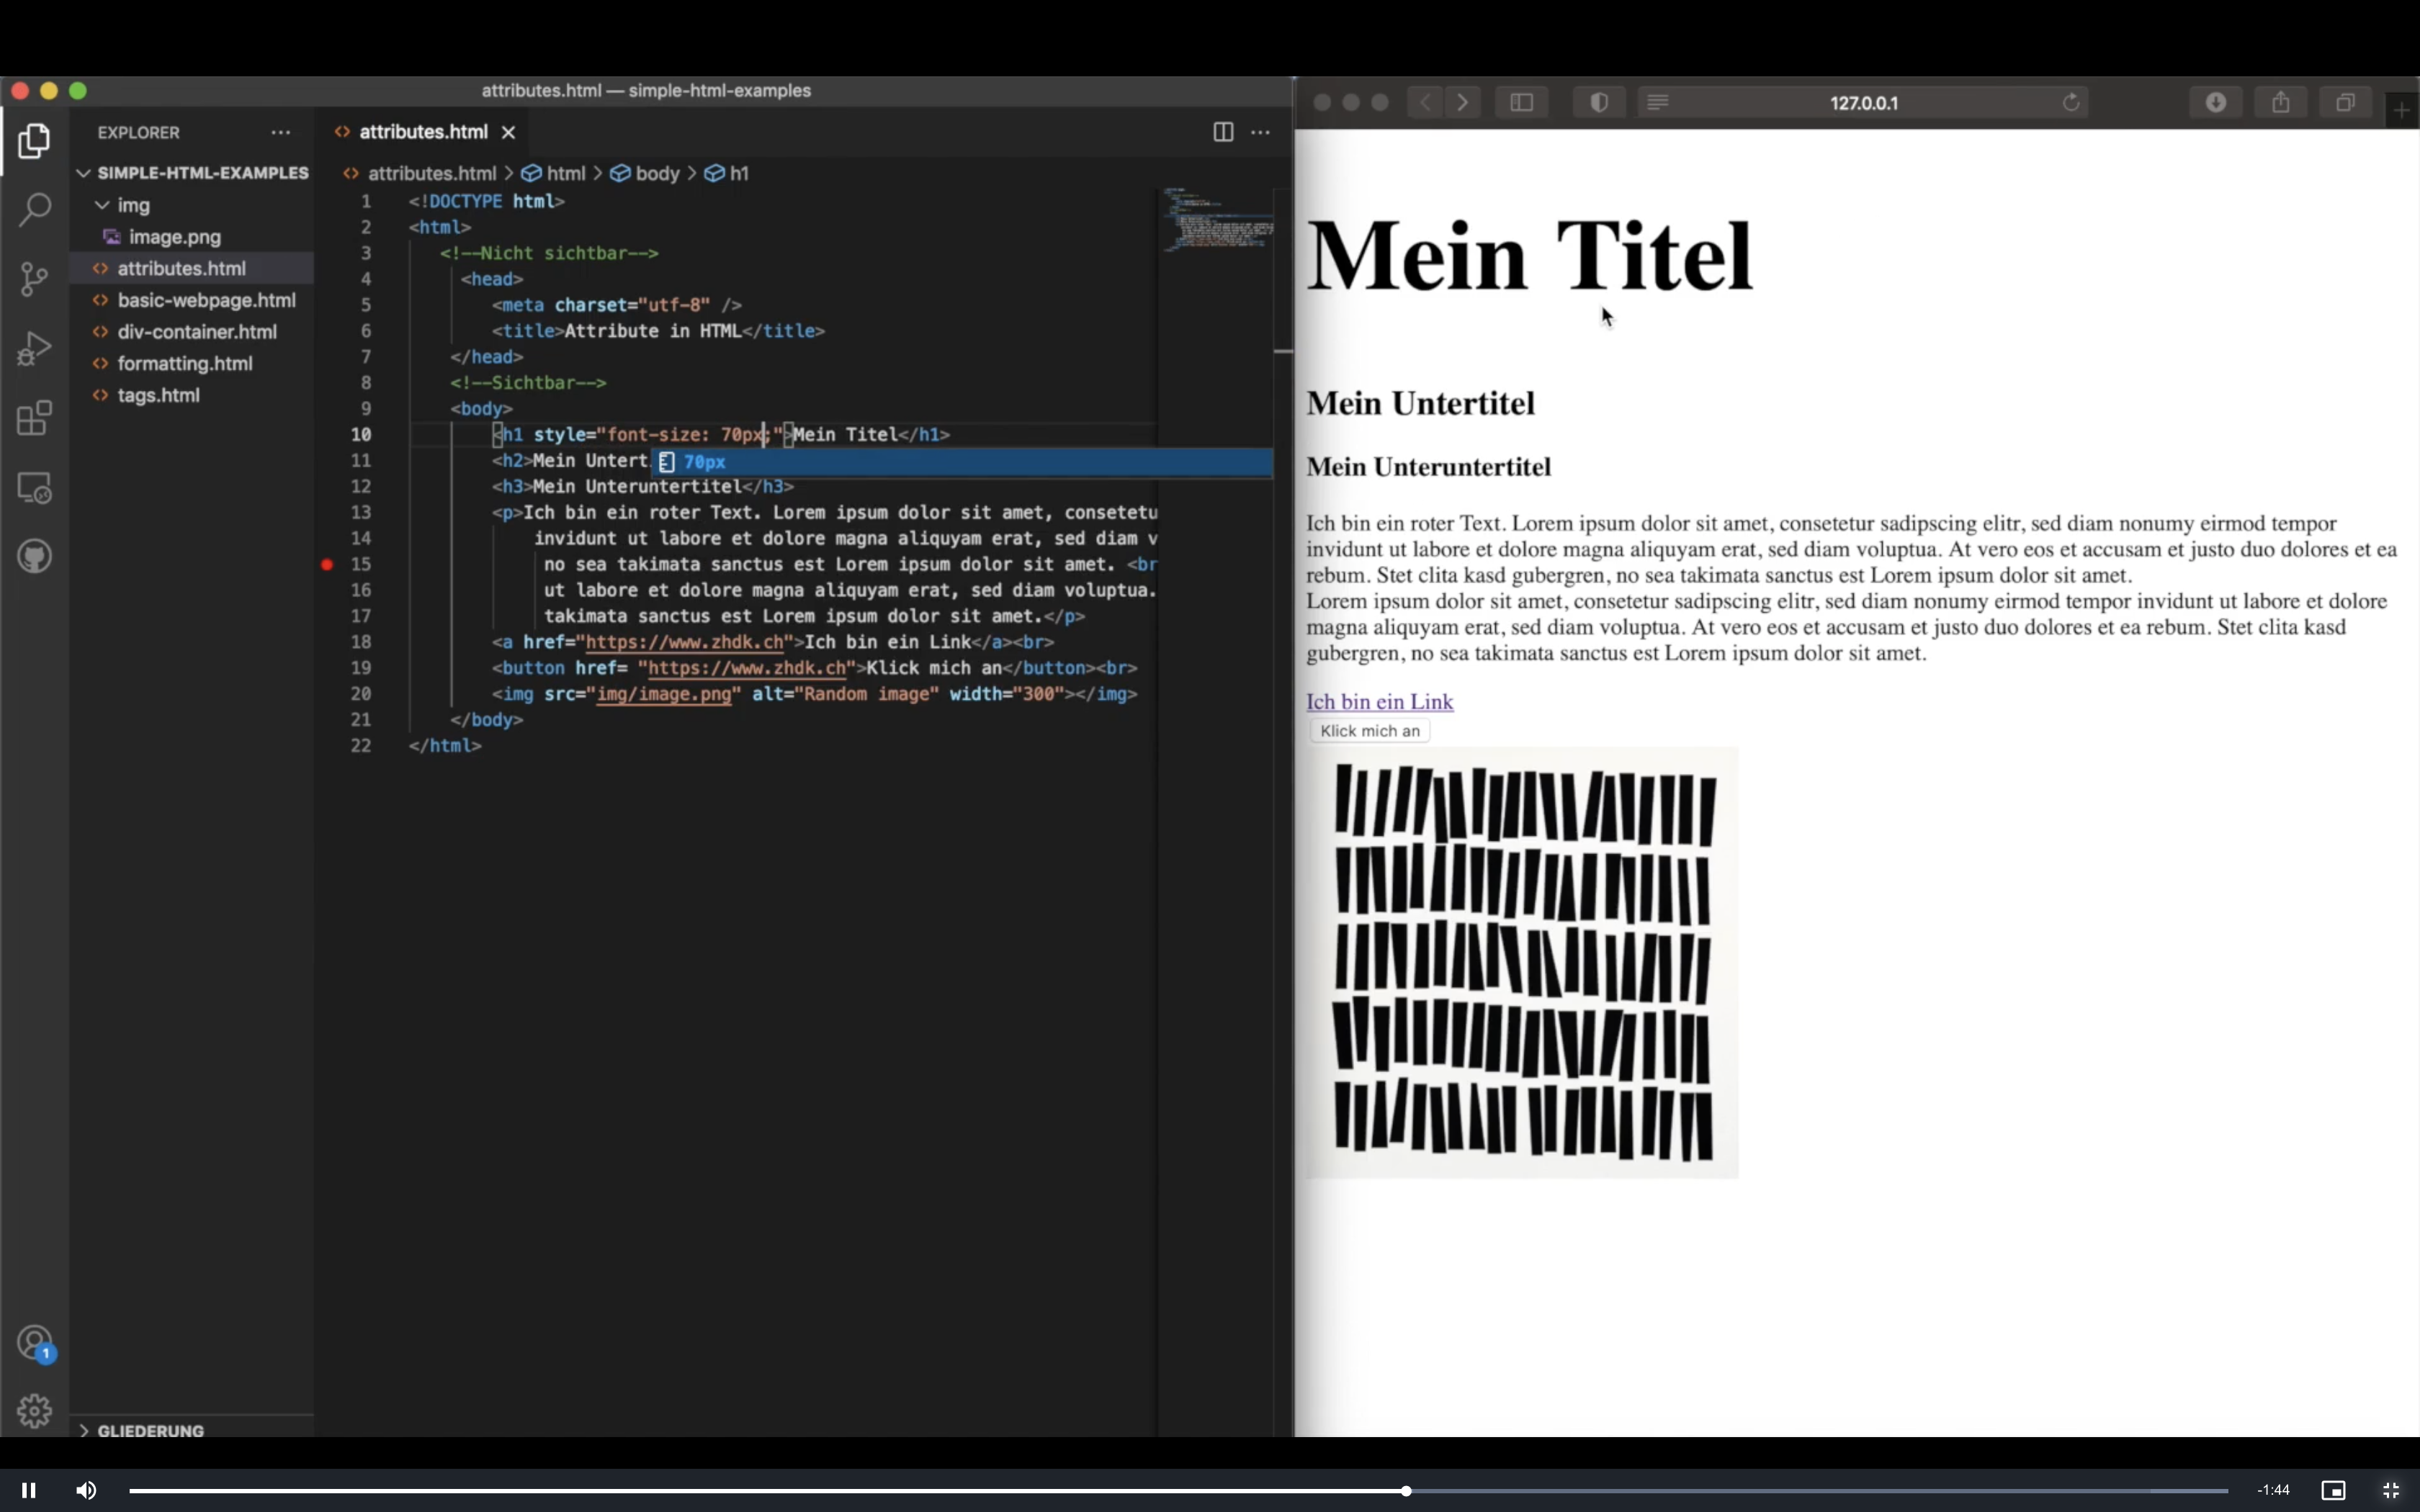 attributes.html — simple-html-examples
EXPLORER
SIMPLE-HTML-EXAMPLES
img
image.png
attributes.html
basic-webpage.html
div-container.html
formatting.html
tags.html
1
GLIEDERUNG
attributes.html
attributes.html > html > body > h1
1 <!DOCTYPE html>
2 <html>
3 <!--Nicht sichtbar-->
4 <head>
5 <meta charset="utf-8" />
6 <title>Attribute in HTML</title>
7 </head>
8 <!--Sichtbar-->
9 <body>
10 <h1 style="font-size: 70px;">Mein Titel</h1>
11 <h2>Mein Untert
70px
12 <h3>Mein Unteruntertitel</h3>
13 <p>Ich bin ein roter Text. Lorem ipsum dolor sit amet, consetetu
14 invidunt ut labore et dolore magna aliquyam erat, sed diam v
15 no sea takimata sanctus est Lorem ipsum dolor sit amet. <br
16 ut labore et dolore magna aliquyam erat, sed diam voluptua.
17 takimata sanctus est Lorem ipsum dolor sit amet.</p>
18 <a href="https://www.zhdk.ch">Ich bin ein Link</a><br>
19 <button href= "https://www.zhdk.ch">Klick mich an</button><br>
20 <img src="img/image.png" alt="Random image" width="300"></img>
21 </body>
22 </html>
127.0.0.1
Mein Titel
Mein Untertitel
Mein Unteruntertitel
Ich bin ein roter Text. Lorem ipsum dolor sit amet, consetetur sadipscing elitr, sed diam nonumy eirmod tempor
invidunt ut labore et dolore magna aliquyam erat, sed diam voluptua. At vero eos et accusam et justo duo dolores et ea
rebum. Stet clita kasd gubergren, no sea takimata sanctus est Lorem ipsum dolor sit amet.
Lorem ipsum dolor sit amet, consetetur sadipscing elitr, sed diam nonumy eirmod tempor invidunt ut labore et dolore
magna aliquyam erat, sed diam voluptua. At vero eos et accusam et justo duo dolores et ea rebum. Stet clita kasd
gubergren, no sea takimata sanctus est Lorem ipsum dolor sit amet.
Ich bin ein Link
Klick mich an
-1:44